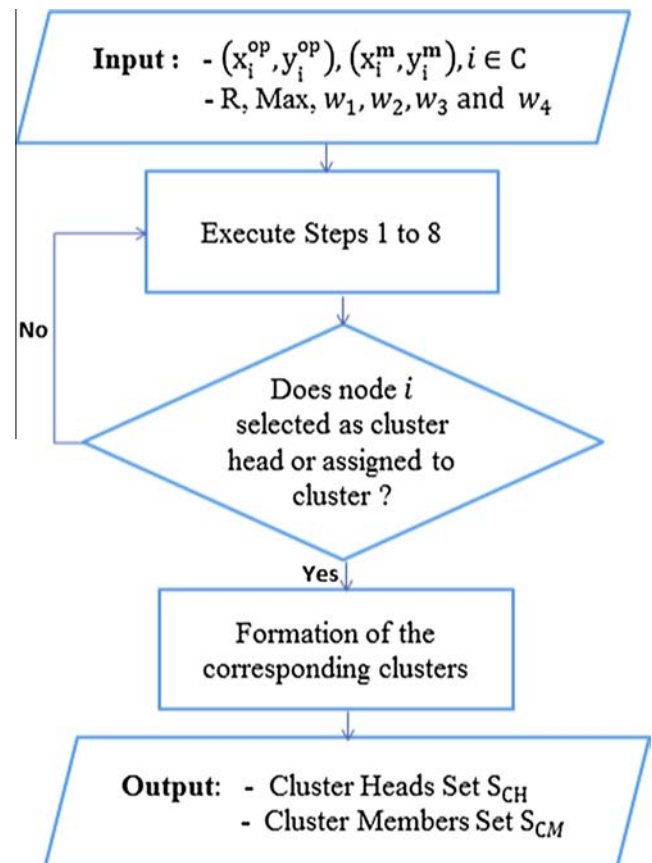 Input : - (x_i^op, y_i^op), (x_i^m, y_i^m), i ∈ C
- R, Max, w₁, w₂, w₃ and w₄
Execute Steps 1 to 8
No
Does node i
selected as cluster
head or assigned to
cluster ?
Yes
Formation of the
corresponding clusters
Output: - Cluster Heads Set S_CH
- Cluster Members Set S_CM